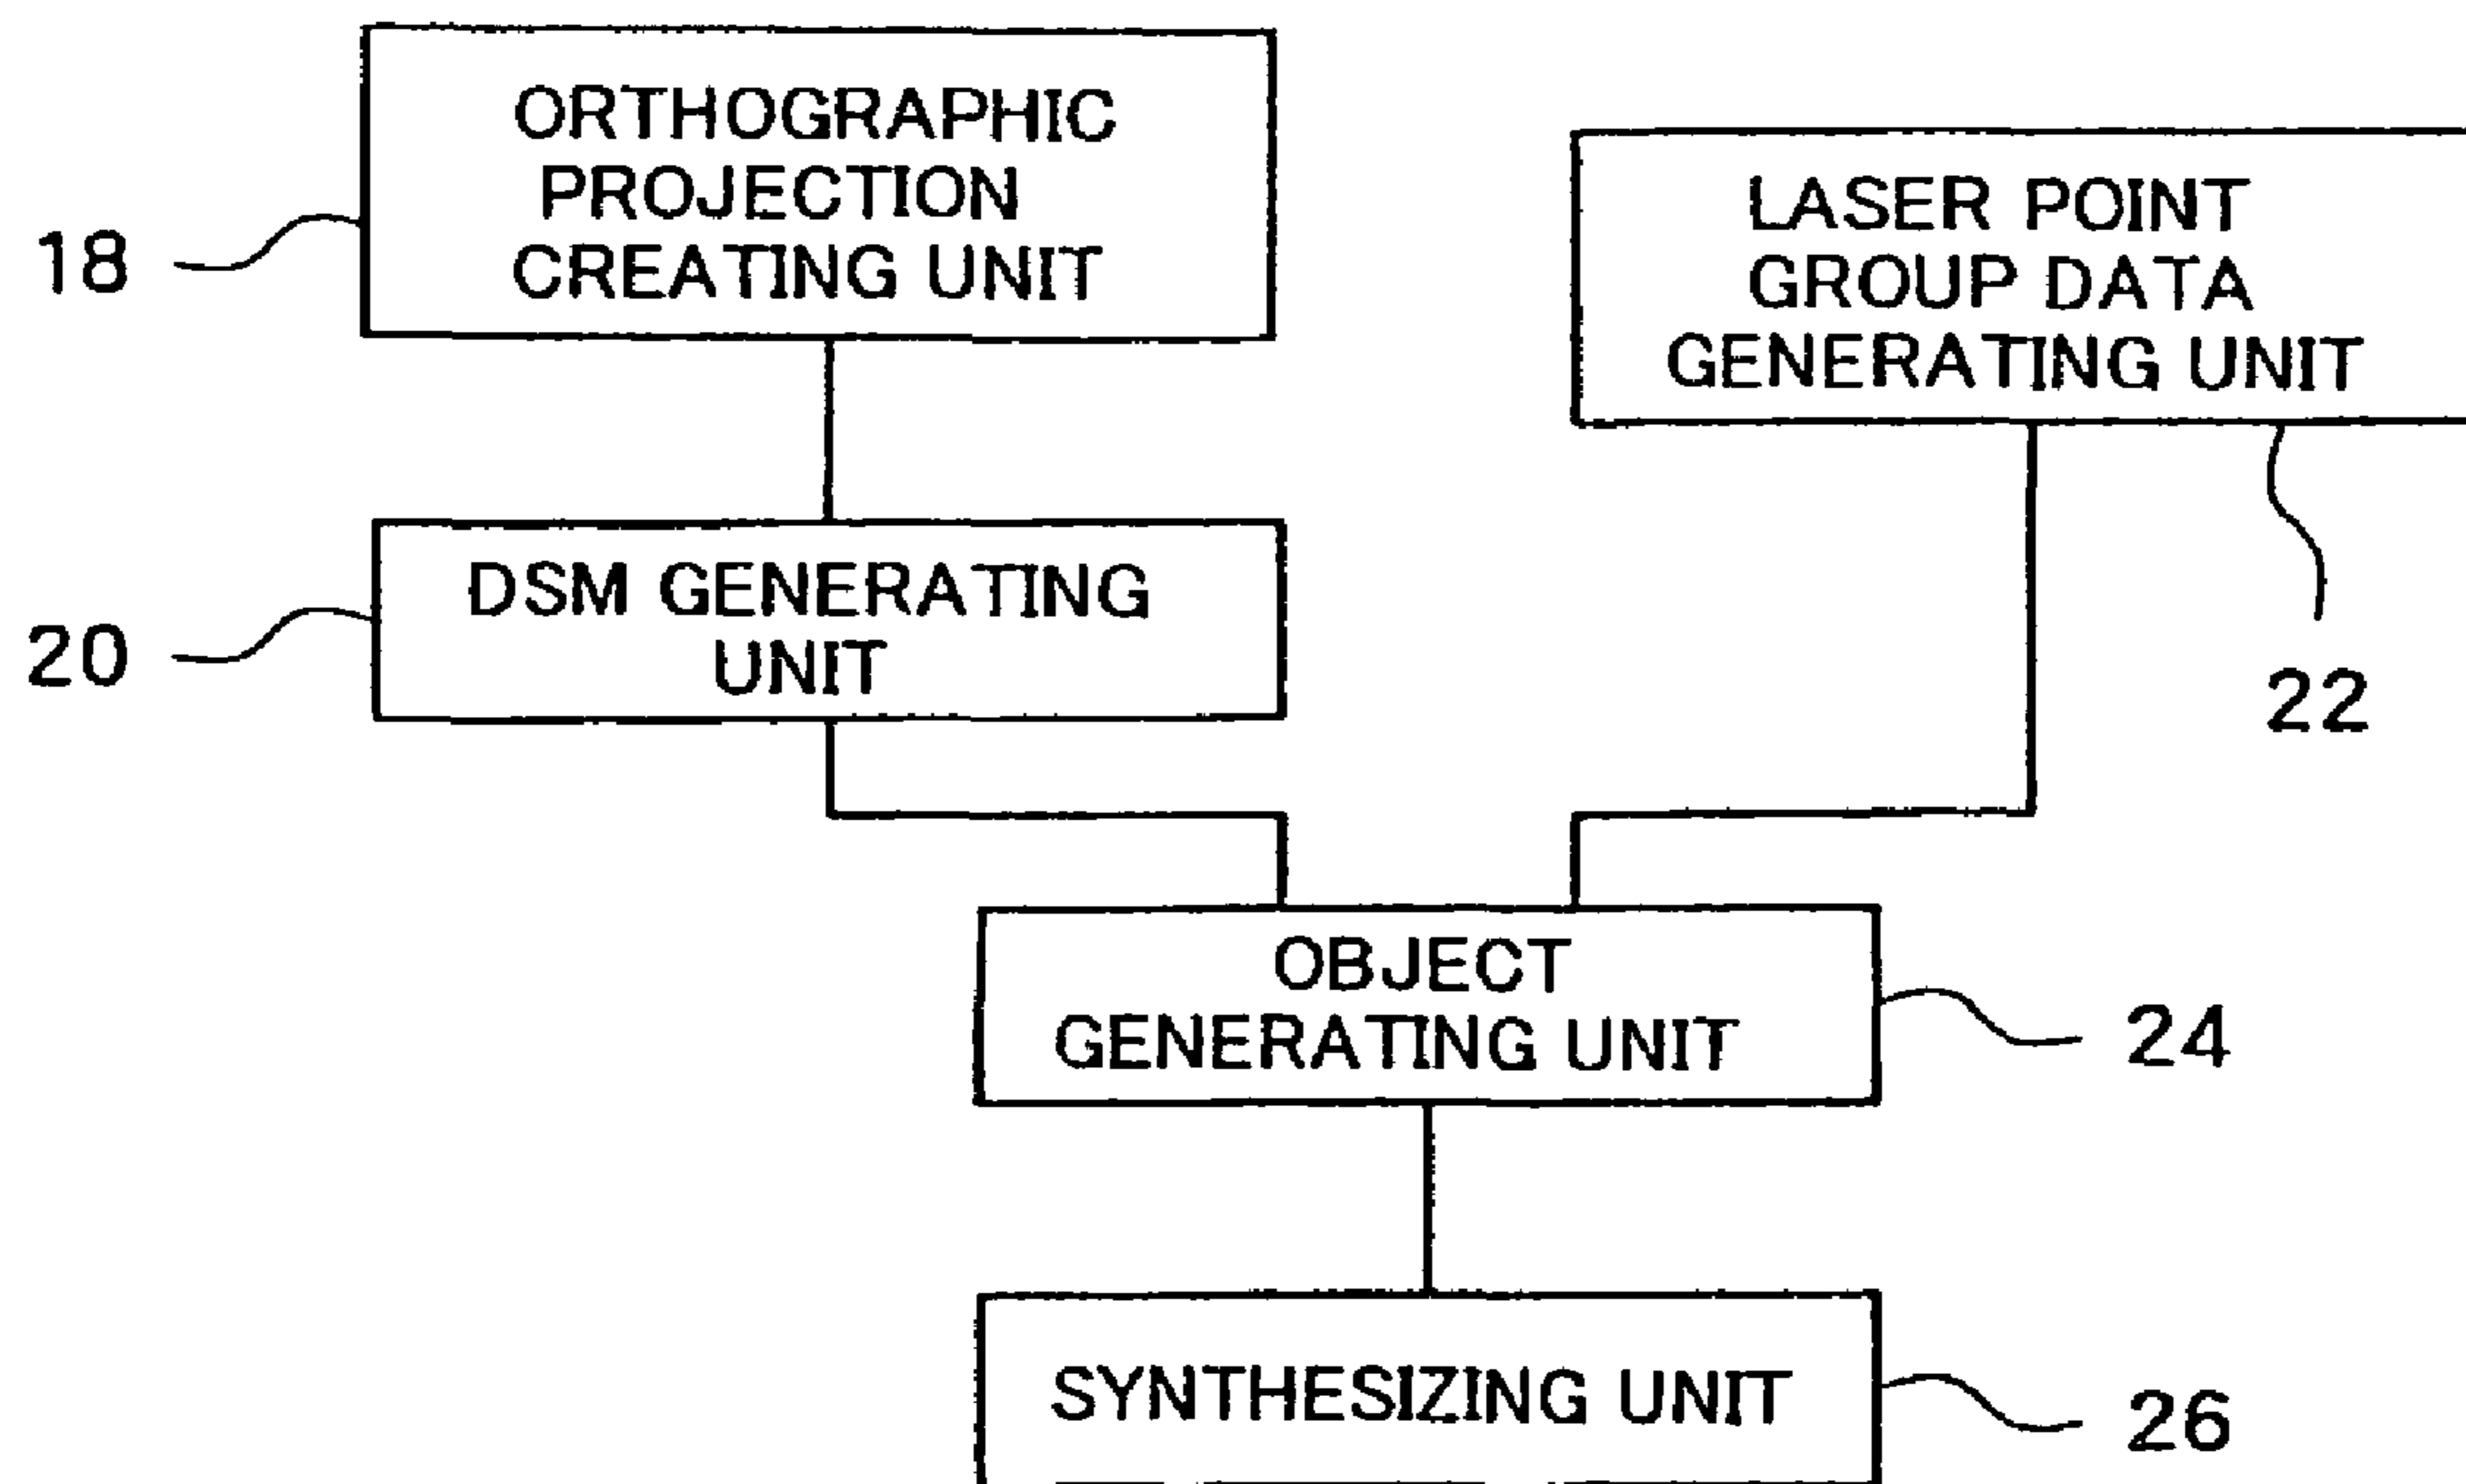 ORTHOGRAPHIC
PROJECTION
CREATING UNIT
18
LASER POINT
GROUP DATA
GENERATING UNIT
22
DSM GENERATING
UNIT
20
OBJECT
GENERATING UNIT
24
SYNTHESIZING UNIT
26